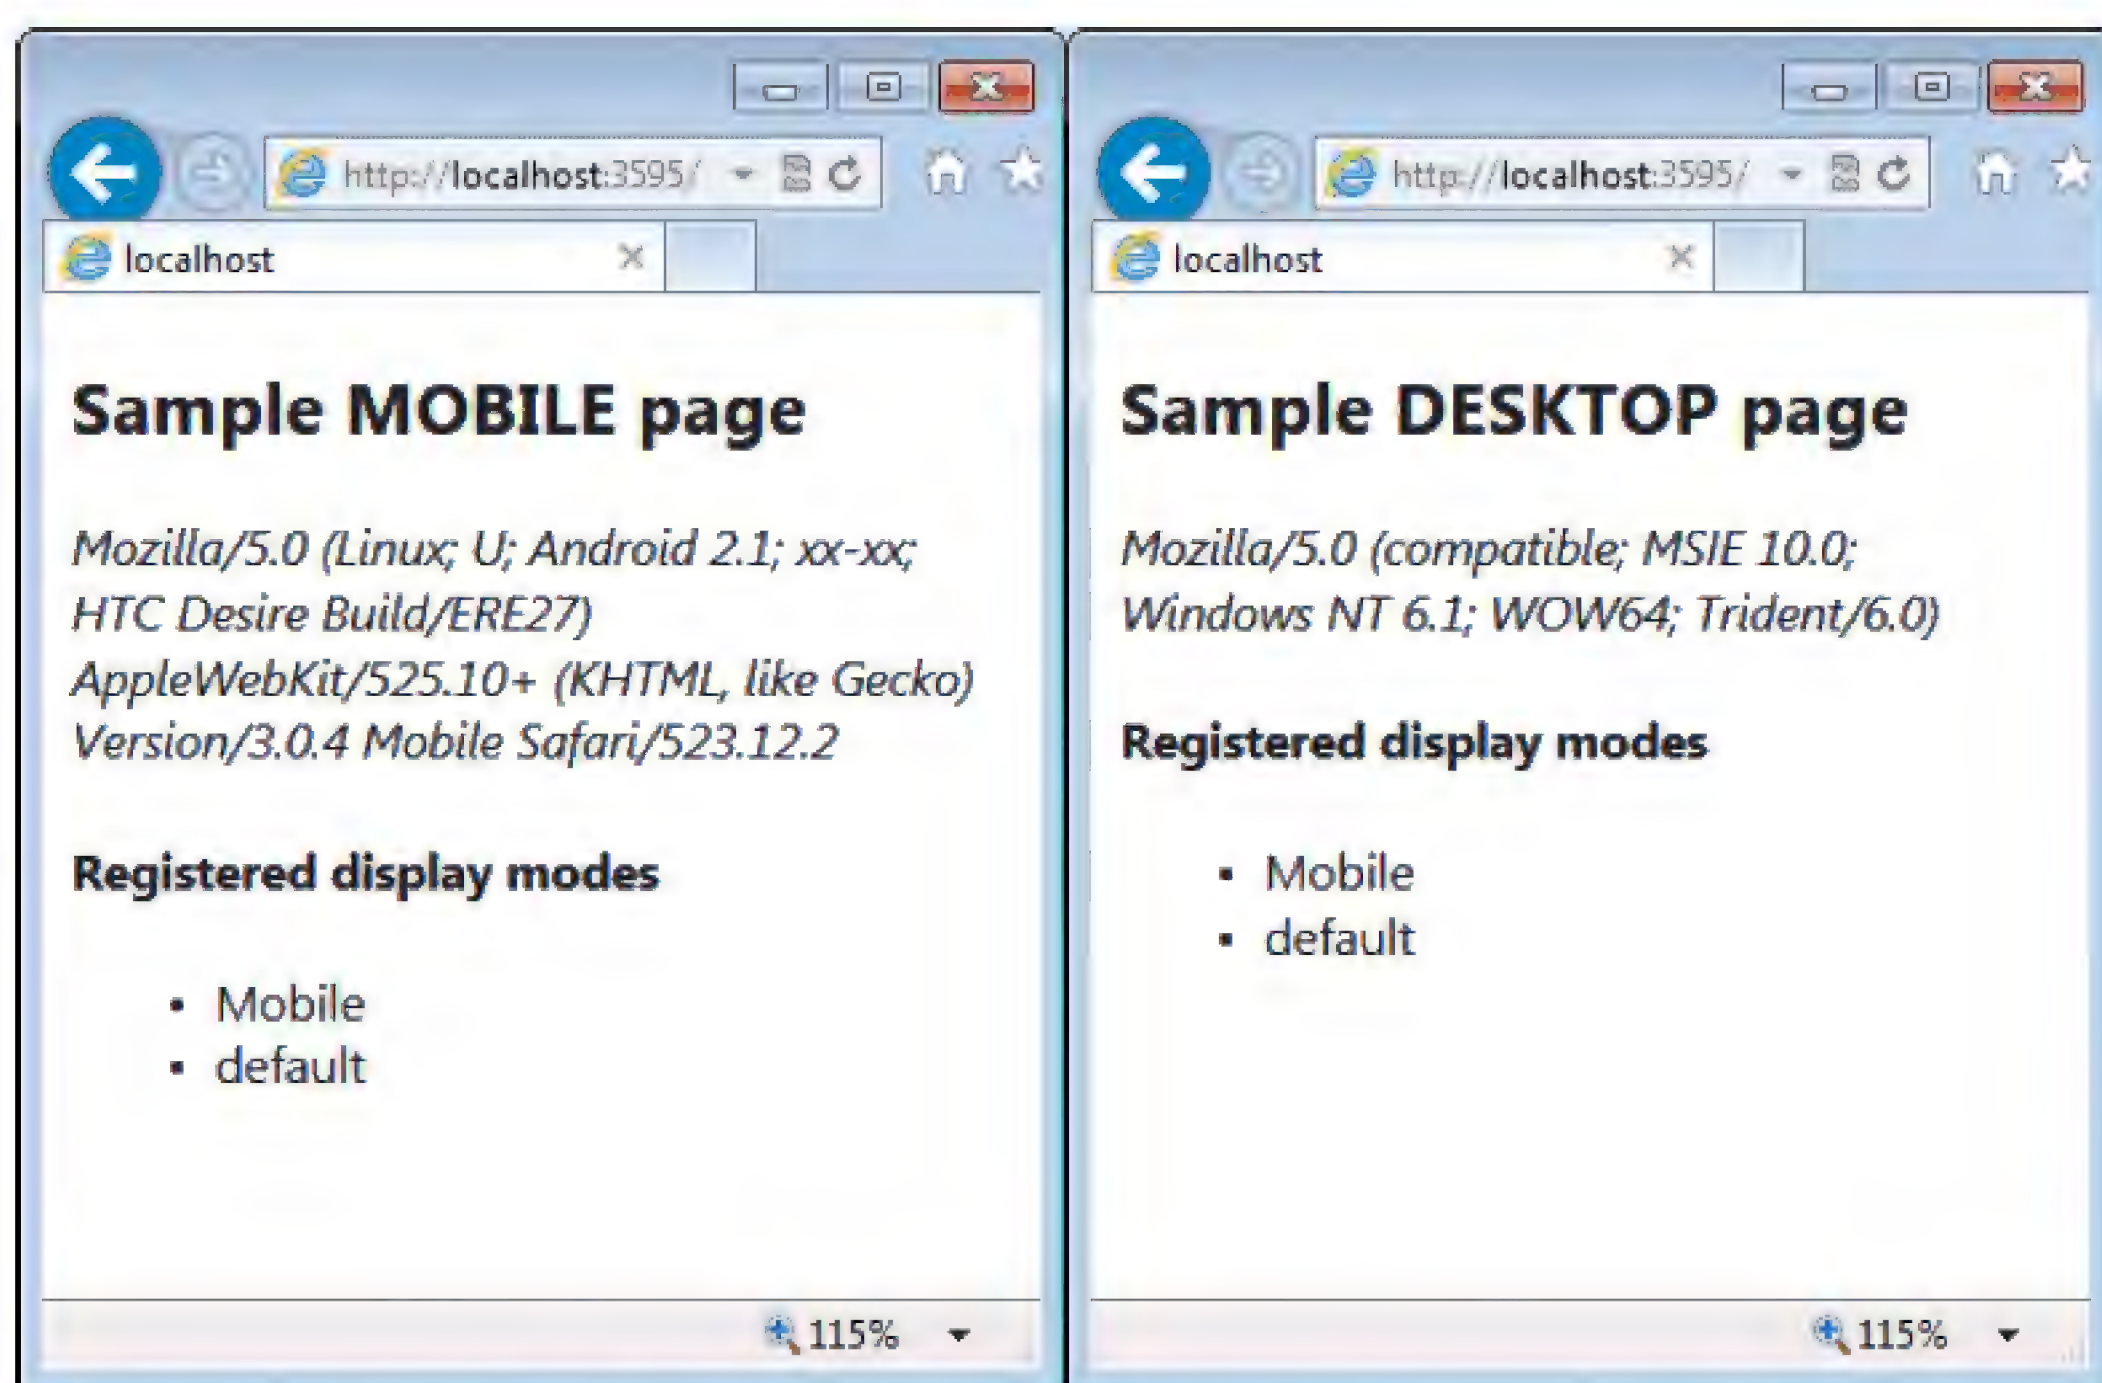 http://localhost:3595/
localhost
Sample MOBILE page
Mozilla/5.0 (Linux; U; Android 2.1; xx-xx;
HTC Desire Build/ERE27)
AppleWebKit/525.10+ (KHTML, like Gecko)
Version/3.0.4 Mobile Safari/523.12.2
Registered display modes
▪ Mobile
▪ default
115%
http://localhost:3595/
localhost
Sample DESKTOP page
Mozilla/5.0 (compatible; MSIE 10.0;
Windows NT 6.1; WOW64; Trident/6.0)
Registered display modes
▪ Mobile
▪ default
115%